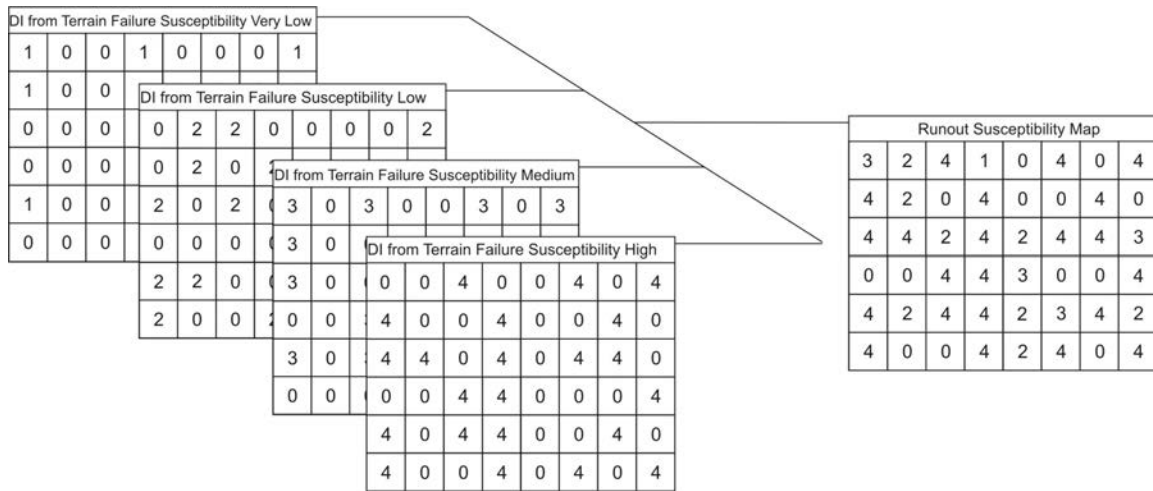 DI from Terrain Failure Susceptibility Very Low
1 0 0 1 0 0 0 1
1 0 0
0 0 0
0 0 0
1 0 0
0 0 0
DI from Terrain Failure Susceptibility Low
0 2 2 0 0 0 0 2
0 2 0
2 0 2
0 0 0
2 2 0
2 0 0
DI from Terrain Failure Susceptibility Medium
3 0 3 0 0 3 0 3
3 0
3 0
0 0
3 0
0 0
DI from Terrain Failure Susceptibility High
0 0 4 0 0 4 0 4
4 0 0 4 0 0 4 0
4 4 0 4 0 4 4 0
0 0 4 4 0 0 0 4
4 0 4 4 0 0 4 0
4 0 0 4 0 4 0 4
Runout Susceptibility Map
3 2 4 1 0 4 0 4
4 2 0 4 0 0 4 0
4 4 2 4 2 4 4 3
0 0 4 4 3 0 0 4
4 2 4 4 2 3 4 2
4 0 0 4 2 4 0 4